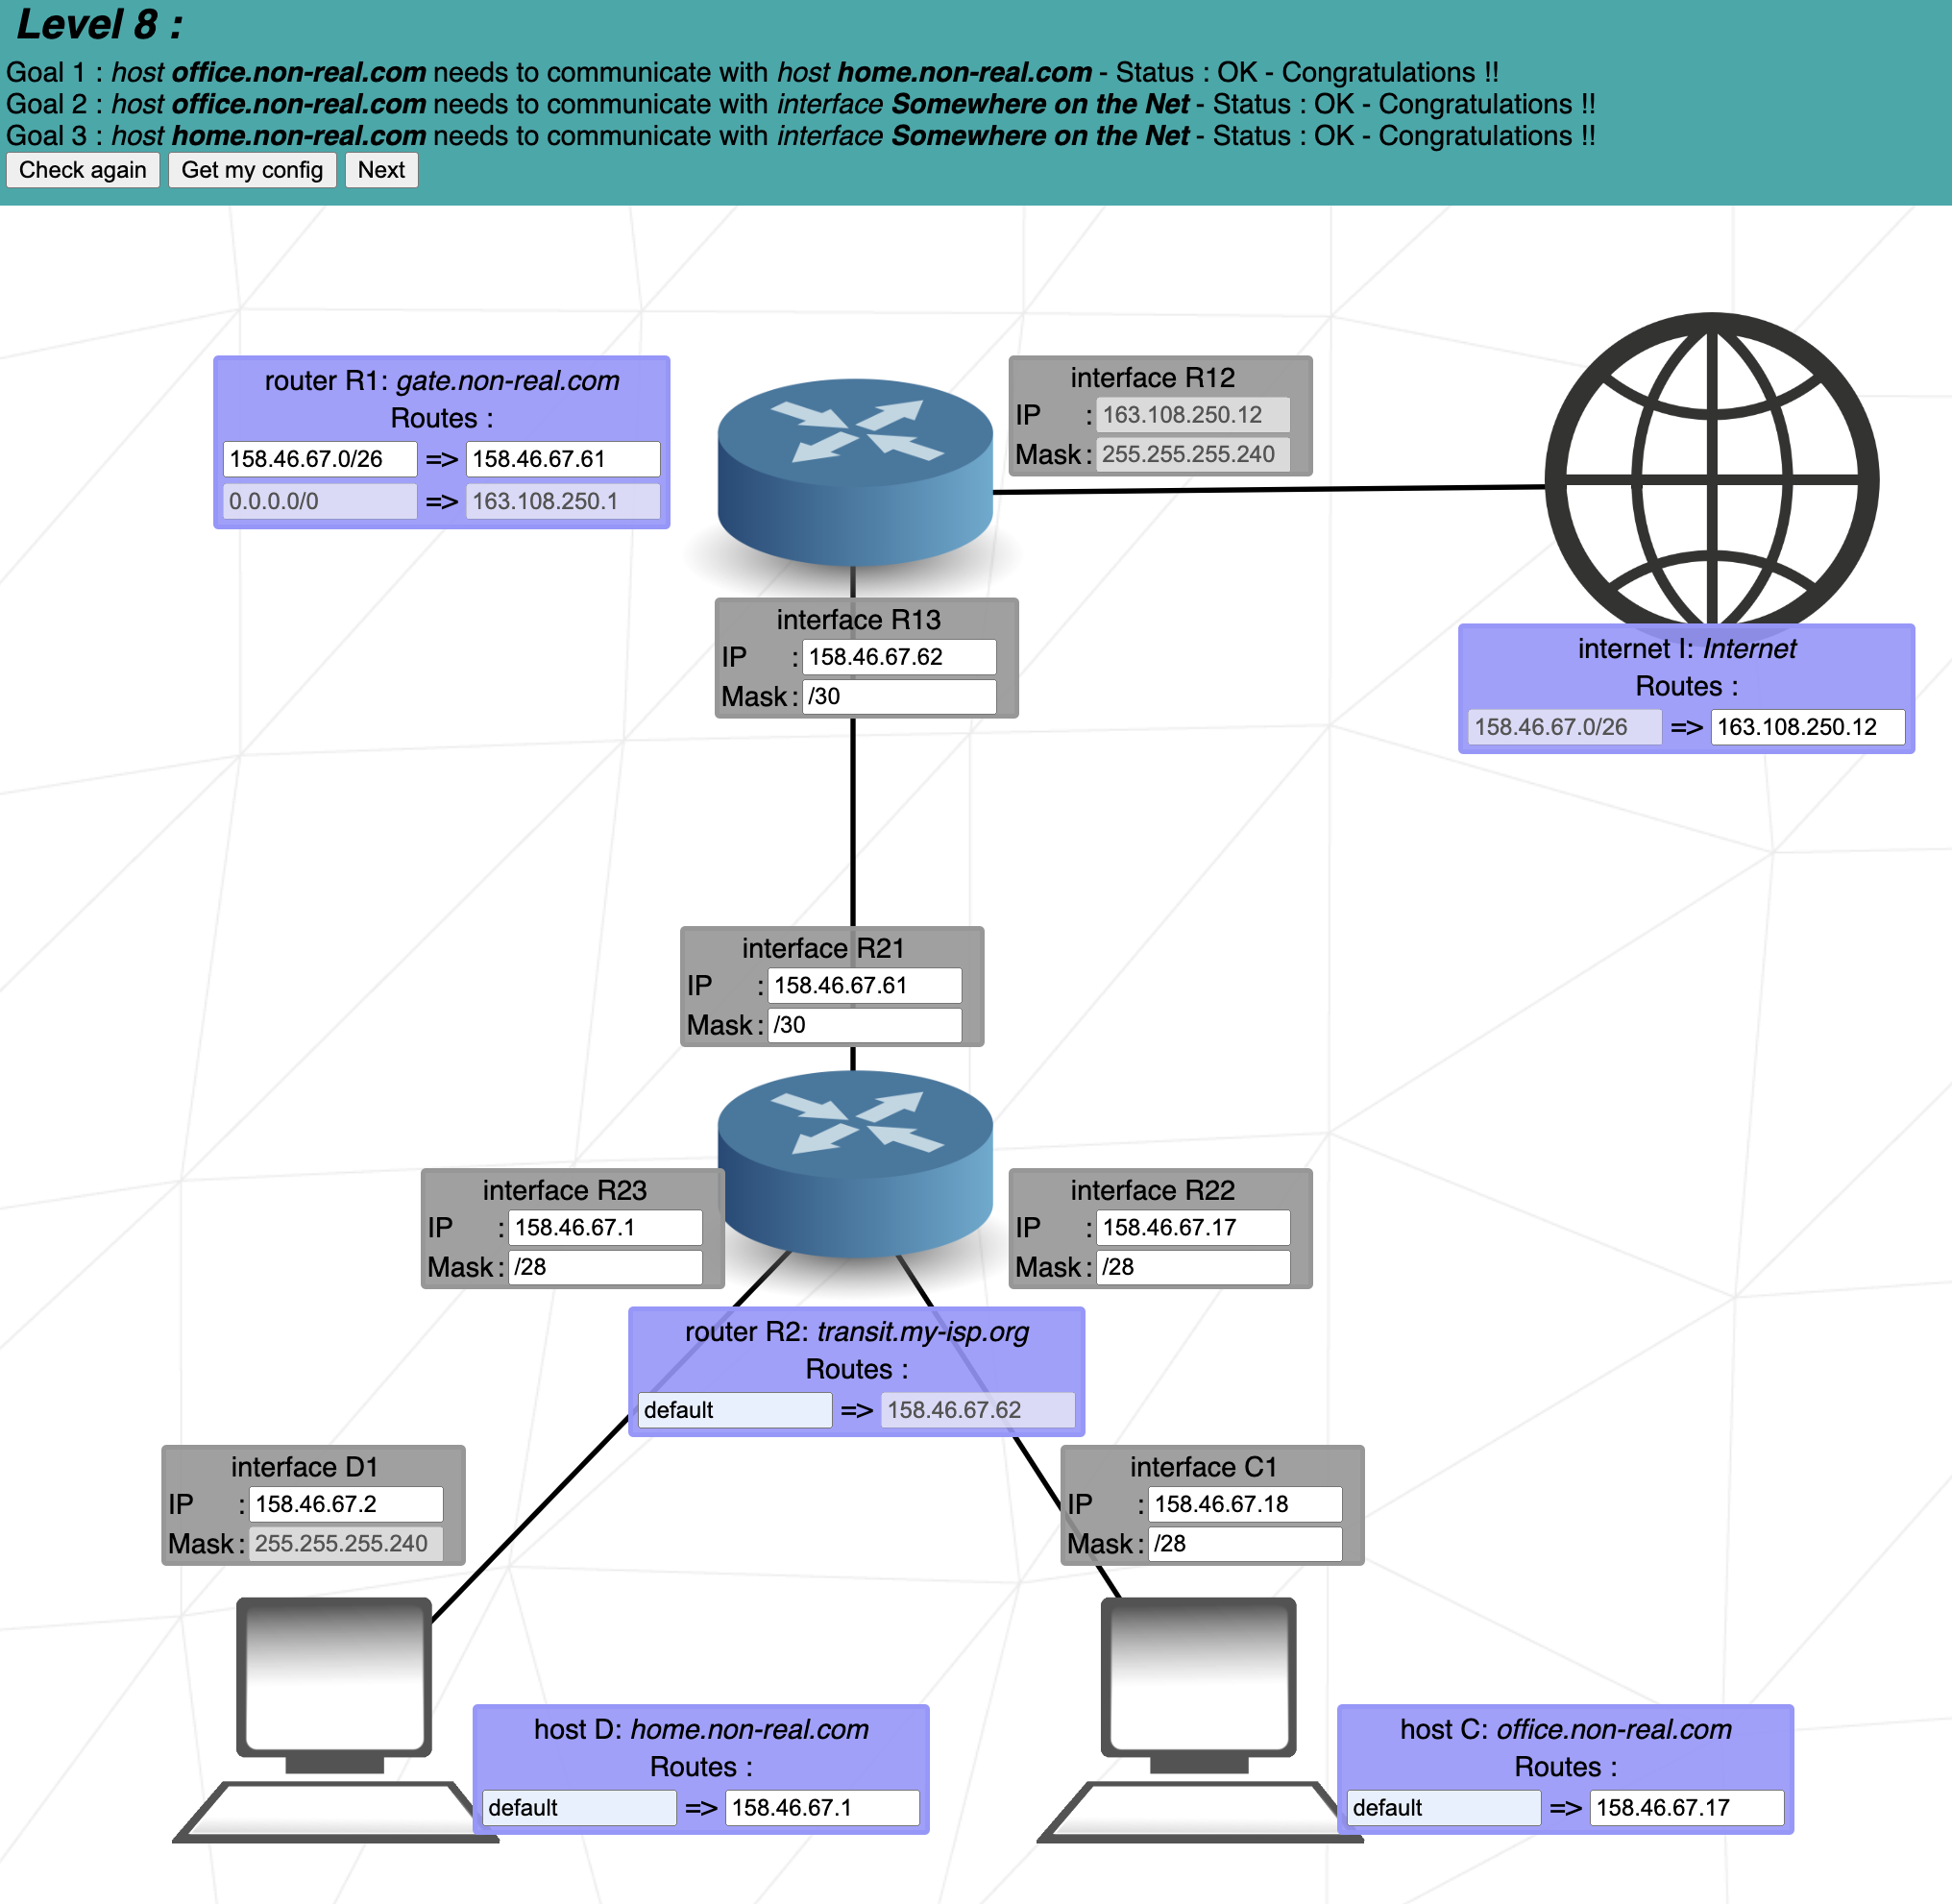 Level 8 :
Goal 1 : host office.non-real.com needs to communicate with host home.non-real.com - Status : OK - Congratulations !!
Goal 2 : host office.non-real.com needs to communicate with interface Somewhere on the Net - Status : OK - Congratulations !!
Goal 3 : host home.non-real.com needs to communicate with interface Somewhere on the Net - Status : OK - Congratulations !!
Check again Get my config Next
router R1: gate.non-real.com
Routes :
158.46.67.0/26 => 158.46.67.61
0.0.0.0/0 => 163.108.250.1
interface R12
IP : 163.108.250.12
Mask : 255.255.255.240
interface R13
IP : 158.46.67.62
Mask : /30
internet I: Internet
Routes :
158.46.67.0/26 => 163.108.250.12
interface R21
IP : 158.46.67.61
Mask : /30
interface R23
IP : 158.46.67.1
Mask : /28
interface R22
IP : 158.46.67.17
Mask : /28
router R2: transit.my-isp.org
Routes :
default => 158.46.67.62
interface D1
IP : 158.46.67.2
Mask : 255.255.255.240
interface C1
IP : 158.46.67.18
Mask : /28
host D: home.non-real.com
Routes :
default => 158.46.67.1
host C: office.non-real.com
Routes :
default => 158.46.67.17